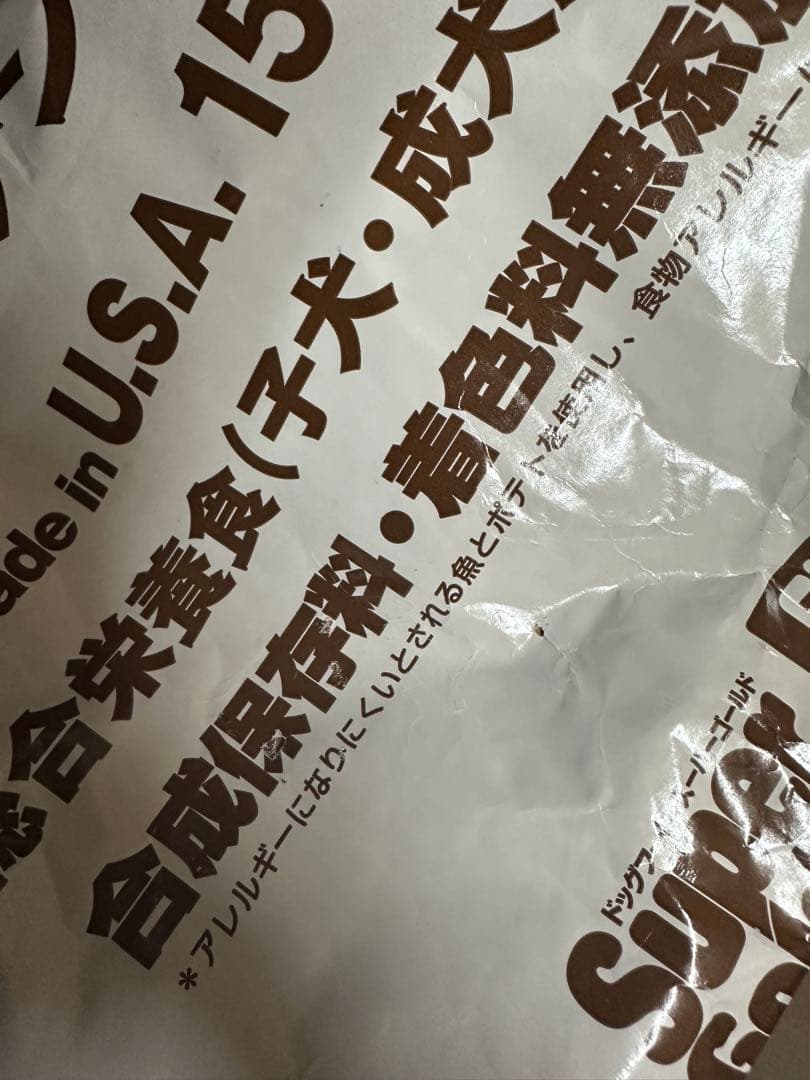 ade in U.S.A. 15
総合栄養食(子犬・成犬
合成保存料・着色料無添加
*アレルギーになりにくいとされる魚とポテトを使用し、食物アレルギーに
ドッグフード スーパーゴールド
Super
Go